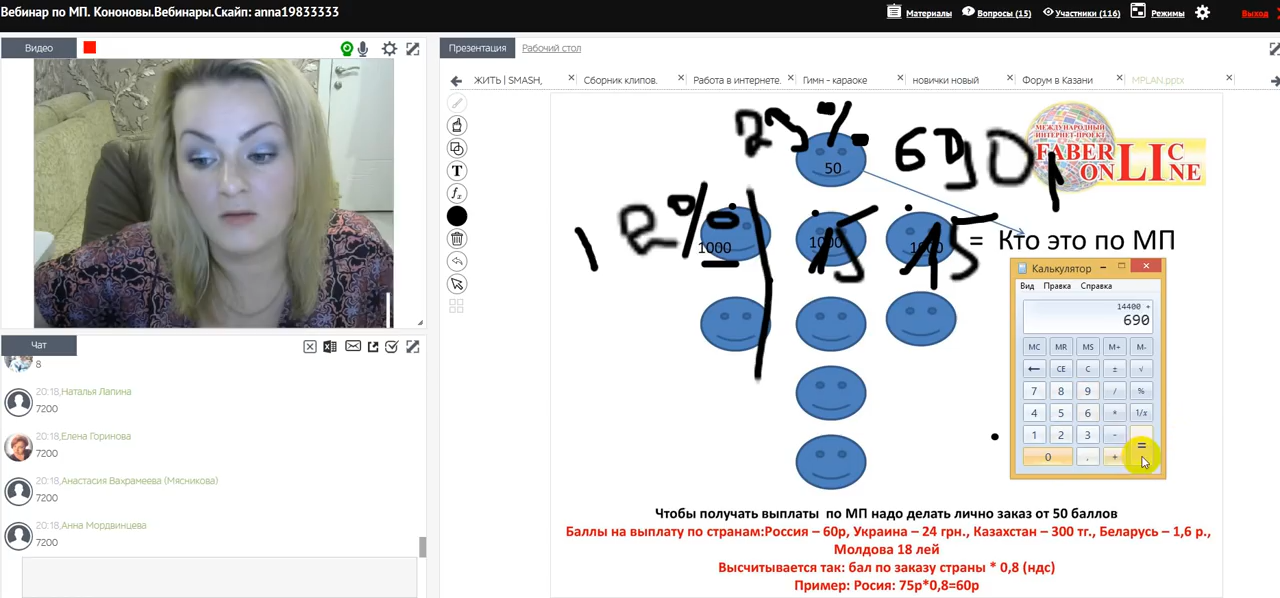 Вебинар по МП. Кононовы.Вебинары.Скайп: anna19833333
Материалы
Вопросы (15)
Участники (116)
Режимы
Выход
Видео
Презентация
Рабочий стол
ЖИТЬ | SMASH,
Сборник клипов.
Работа в интернете.
Гимн - караоке
новички новый
Форум в Казани
MPLAN.pptx
T
fx
23%
50
690р
МЕЖДУНАРОДНЫЙ
ИНТЕРНЕТ-ПРОЕКТ
FABERLIC
ONLINE
12%
1000
1000
1000
15
15
= Кто это по МП
Калькулятор
Вид Правка Справка
14400 +
690
MC MR MS M+ M-
← CE C ± √
7 8 9 / %
4 5 6 * 1/x
1 2 3 - =
0 , +
Чат
8
20:18,Наталья Лапина
7200
20:18,Елена Горинова
7200
20:18,Анастасия Вахрамеева (Мясникова)
7200
20:18,Анна Мордвинцева
7200
Чтобы получать выплаты по МП надо делать лично заказ от 50 баллов
Баллы на выплату по странам:Россия – 60р, Украина – 24 грн., Казахстан – 300 тг., Беларусь – 1,6 р.,
Молдова 18 лей
Высчитывается так: бал по заказу страны * 0,8 (ндс)
Пример: Росия: 75р*0,8=60р